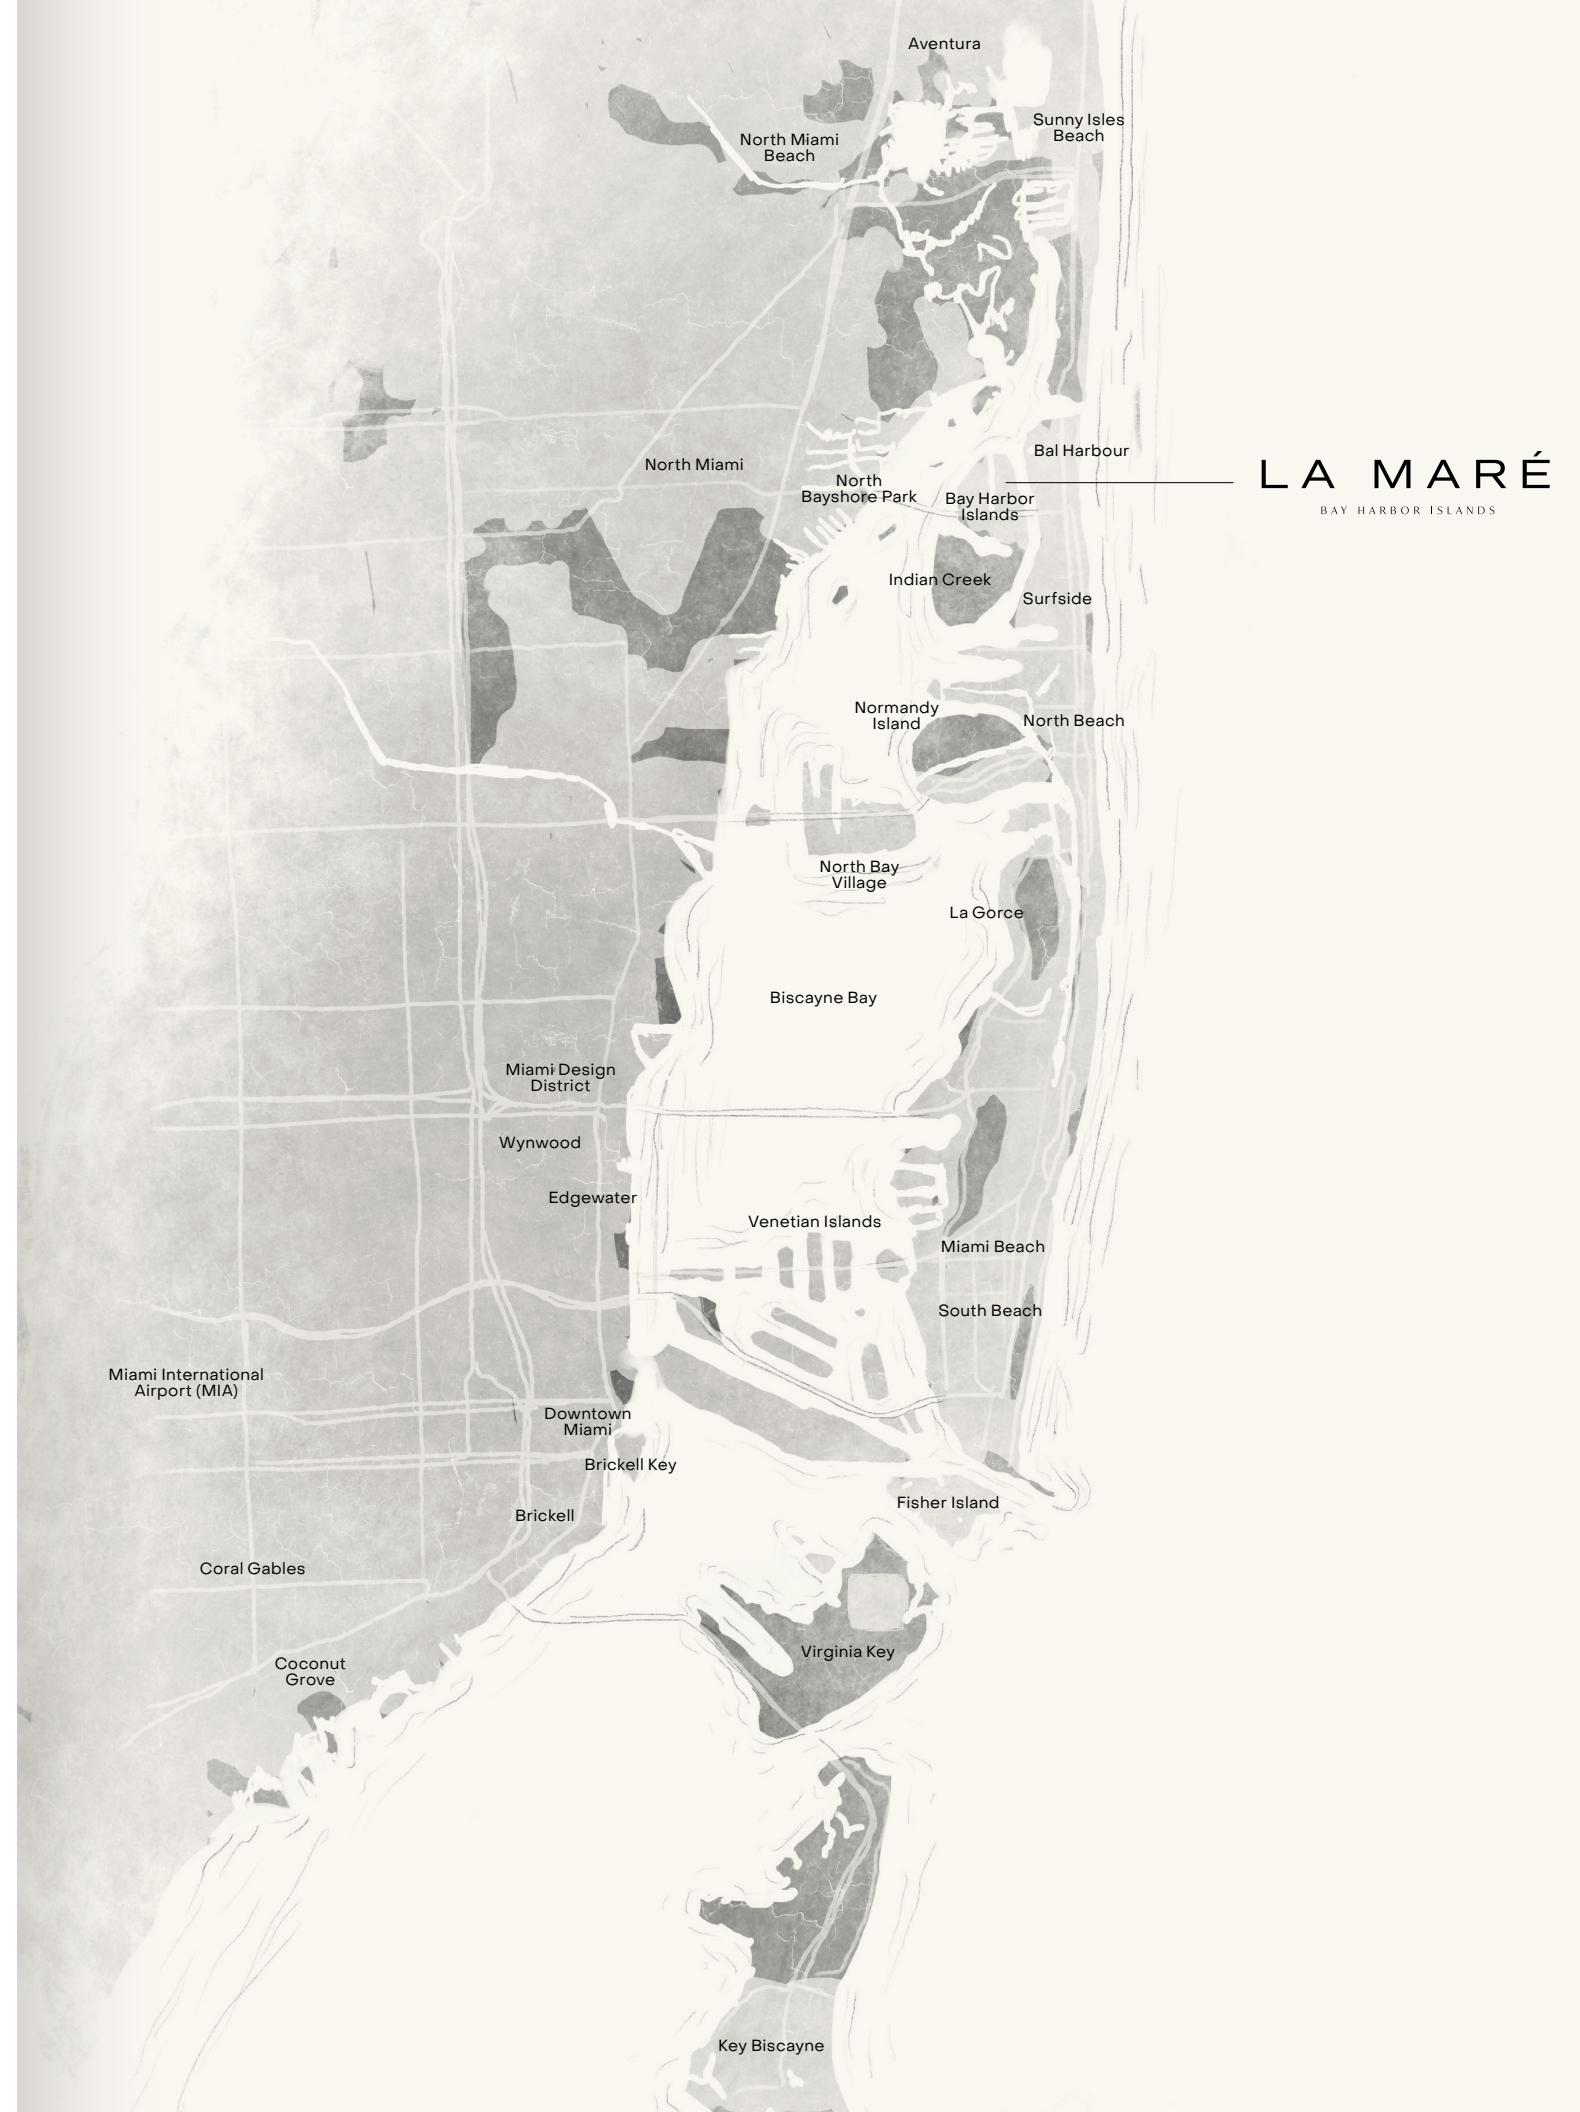 Aventura
Sunny Isles
Beach
North Miami
Beach
Bal Harbour
LA MARÉ
BAY HARBOR ISLANDS
North Miami
North
Bayshore Park
Bay Harbor
Islands
Indian Creek
Surfside
Normandy
Island
North Beach
North Bay
Village
La Gorce
Biscayne Bay
Miami Design
District
Wynwood
Edgewater
Venetian Islands
Miami Beach
South Beach
Miami International
Airport (MIA)
Downtown
Miami
Brickell Key
Fisher Island
Brickell
Coral Gables
Virginia Key
Coconut
Grove
Key Biscayne